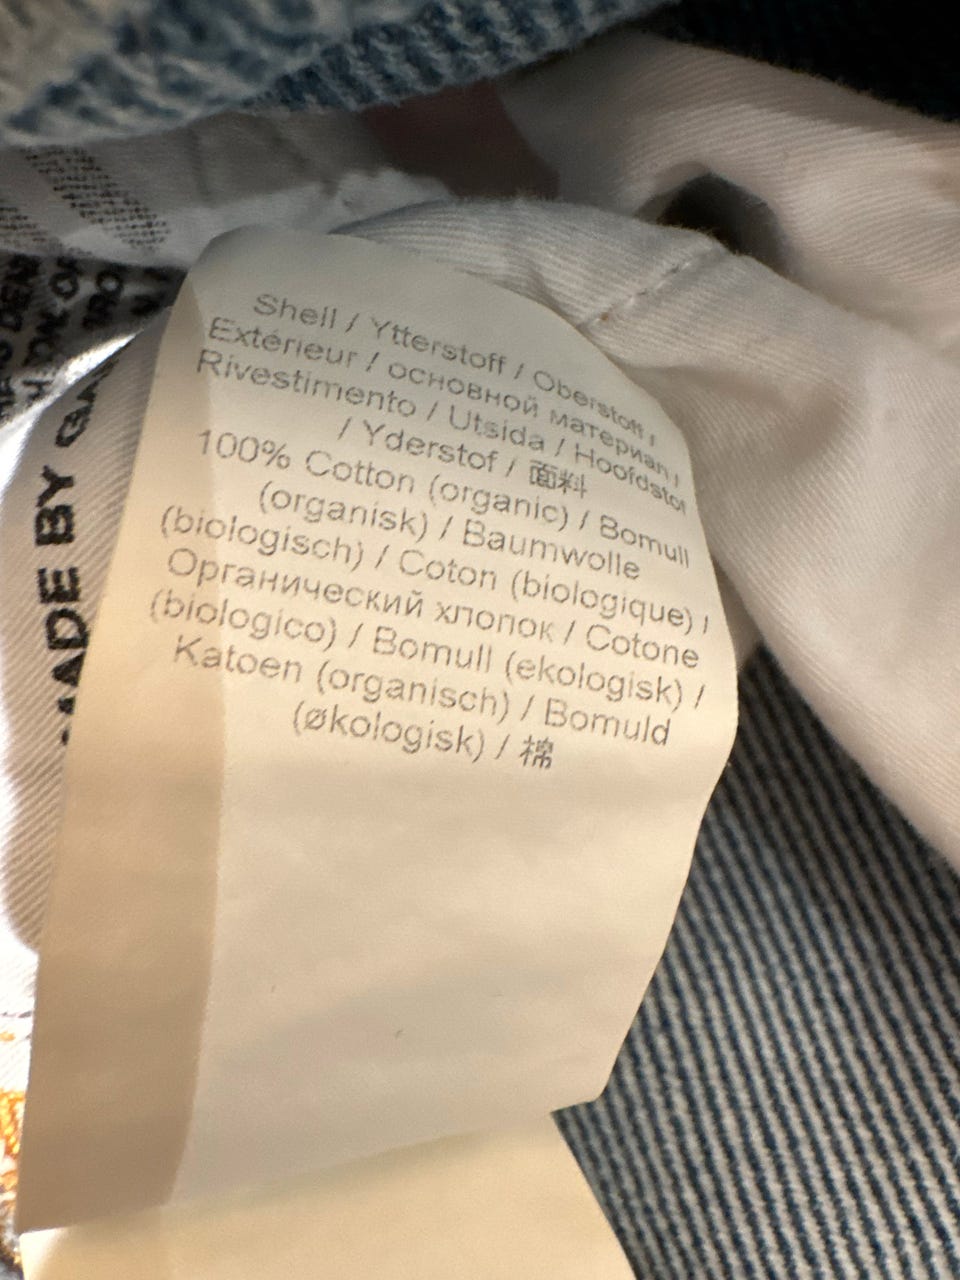 Shell / Ytterstoff / Oberstoff /
Extérieur / основной материал /
Rivestimento / Utsida / Hoofdstof
/ Yderstof / 面料
100% Cotton (organic) / Bomull
(organisk) / Baumwolle
(biologisch) / Coton (biologique) /
Органический хлопок / Cotone
(biologico) / Bomull (ekologisk) /
Katoen (organisch) / Bomuld
(økologisk) / 棉
MADE BY